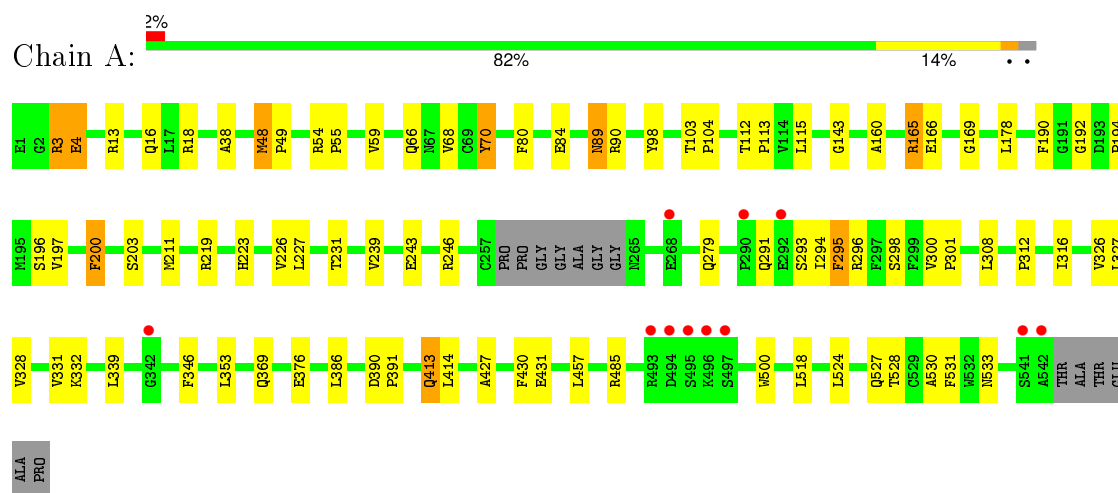 2%
Chain A:
82% 14% • •
E1 G2 R3 E4 R13 Q16 L17 R18 A38 M48 P49 R54 P55 V59 Q66 N67 V68 C69 Y70 F80 E84 N89 R90 Y98 T103 P104 T112 P113 V114 L115 G143 A160 R165 E166 G169 L178 F190 G191 G192 D193 P194
M195 S196 V197 F200 S203 M211 R219 H223 V226 L227 T231 V239 E243 R246 C257 PRO PRO GLY GLY ALA GLY GLY N265 E268 Q279 P290 Q291 E292 S293 I294 F295 R296 F297 S298 F299 V300 P301 L308 P312 I316 V326 L327
V328 V331 K332 L339 G342 F346 L353 Q369 E376 L386 D390 P391 Q413 L414 A427 F430 E431 L457 R485 R493 D494 S495 K496 S497 W500 L518 L524 Q527 T528 C529 A530 F531 W532 N533 S541 A542 THR ALA THR GLU
ALA PRO